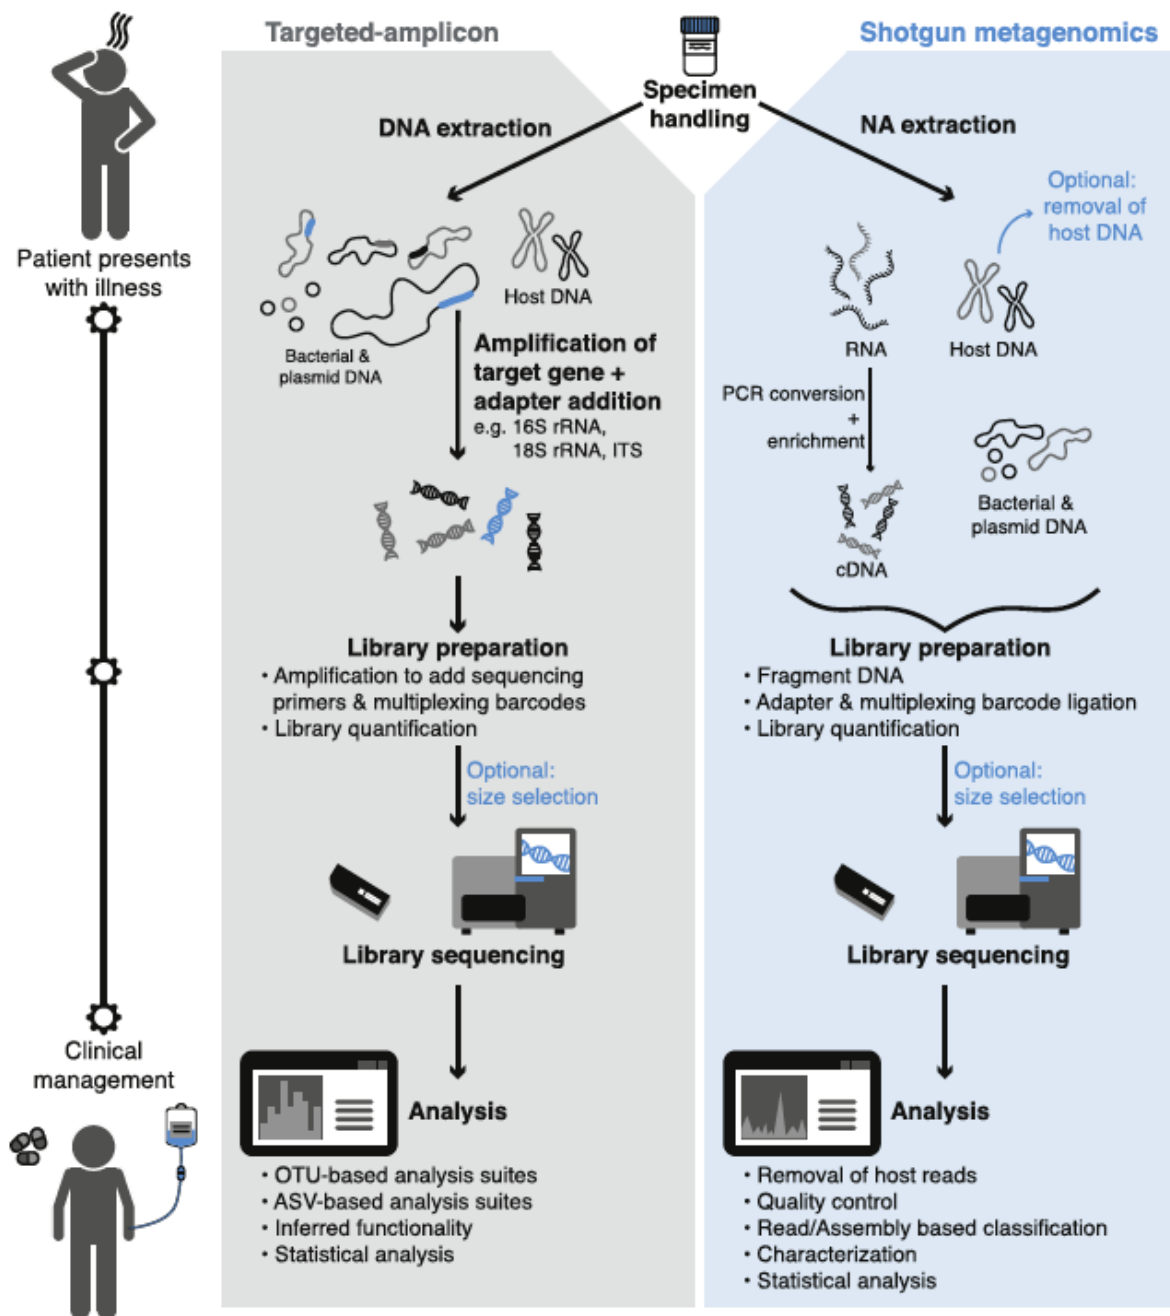 Targeted-amplicon
Shotgun metagenomics
Specimen
handling
DNA extraction
NA extraction
Patient presents
with illness
Host DNA
Bacterial &
plasmid DNA
Amplification of
target gene +
adapter addition
e.g. 16S rRNA,
18S rRNA, ITS
Library preparation
• Amplification to add sequencing
primers & multiplexing barcodes
• Library quantification
Optional:
size selection
Library sequencing
Analysis
• OTU-based analysis suites
• ASV-based analysis suites
• Inferred functionality
• Statistical analysis
Optional:
removal of
host DNA
RNA
Host DNA
PCR conversion
+
enrichment
cDNA
Bacterial &
plasmid DNA
Library preparation
• Fragment DNA
• Adapter & multiplexing barcode ligation
• Library quantification
Optional:
size selection
Library sequencing
Analysis
• Removal of host reads
• Quality control
• Read/Assembly based classification
• Characterization
• Statistical analysis
Clinical
management